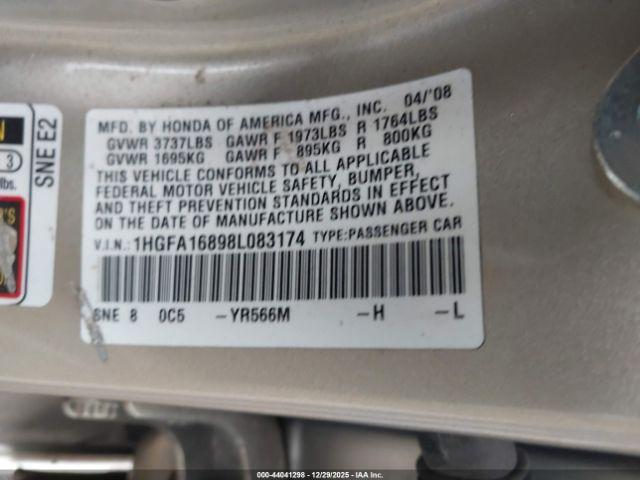 MFD. BY HONDA OF AMERICA MFG., INC. 04/'08
GVWR 3737LBS GAWR F 1973LBS R 1764LBS
GVWR 1695KG GAWR F 895KG R 800KG
THIS VEHICLE CONFORMS TO ALL APPLICABLE
FEDERAL MOTOR VEHICLE SAFETY, BUMPER,
AND THEFT PREVENTION STANDARDS IN EFFECT
ON THE DATE OF MANUFACTURE SHOWN ABOVE.
V.I.N.: 1HGFA16898L083174 TYPE:PASSENGER CAR
SNE 8 0C5 -YR566M -H -L
N
3
lbs.
SNE E2
000-44041298 - 12/29/2025 - IAA Inc.